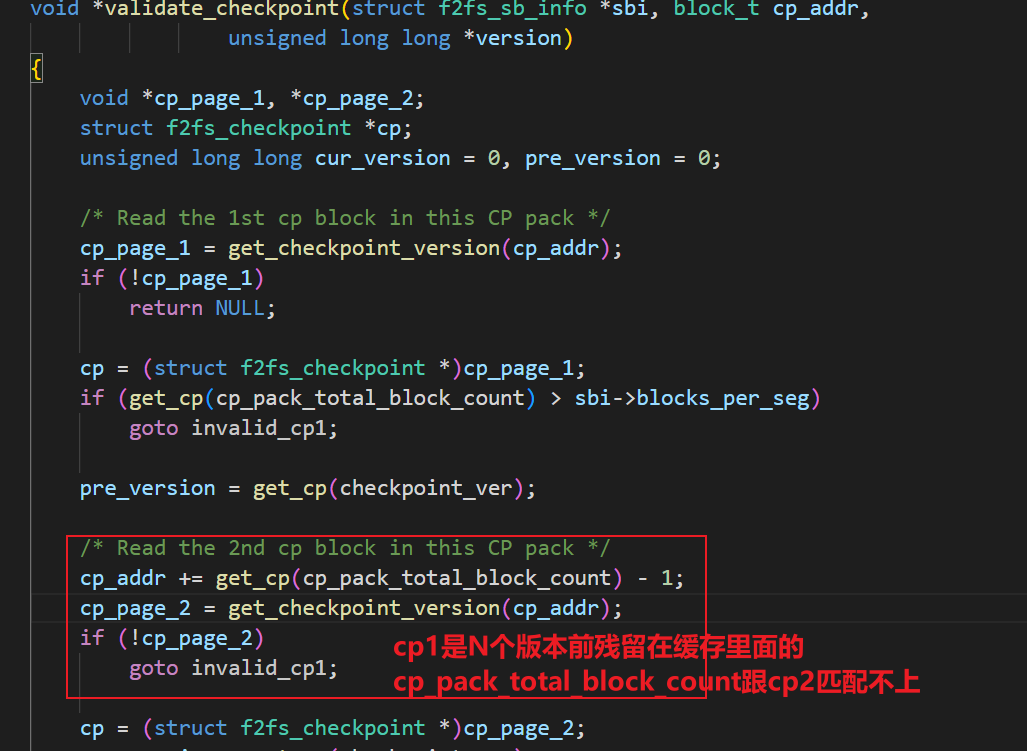 void *validate_checkpoint(struct f2fs_sb_info *sbi, block_t cp_addr,
unsigned long long *version)
{
void *cp_page_1, *cp_page_2;
struct f2fs_checkpoint *cp;
unsigned long long cur_version = 0, pre_version = 0;
/* Read the 1st cp block in this CP pack */
cp_page_1 = get_checkpoint_version(cp_addr);
if (!cp_page_1)
return NULL;
cp = (struct f2fs_checkpoint *)cp_page_1;
if (get_cp(cp_pack_total_block_count) > sbi->blocks_per_seg)
goto invalid_cp1;
pre_version = get_cp(checkpoint_ver);
/* Read the 2nd cp block in this CP pack */
cp_addr += get_cp(cp_pack_total_block_count) - 1;
cp_page_2 = get_checkpoint_version(cp_addr);
if (!cp_page_2)
goto invalid_cp1;
cp1是N个版本前残留在缓存里面的
cp_pack_total_block_count跟cp2匹配不上
cp = (struct f2fs_checkpoint *)cp_page_2;